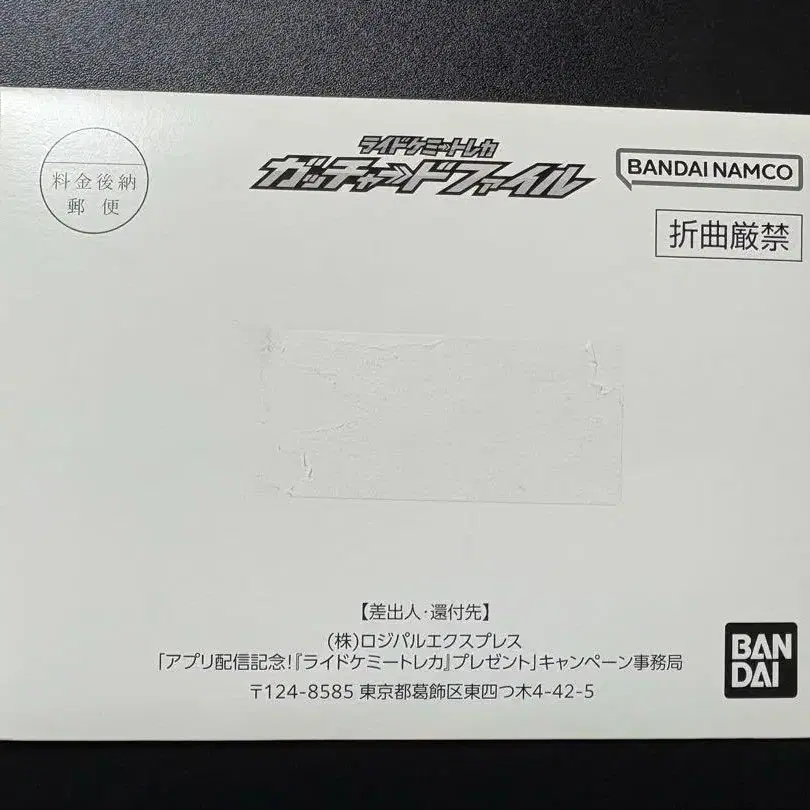 料金後納
郵便
ライドケミートレカ
ガッチャードファイル
BANDAI NAMCO
折曲厳禁
【差出人・還付先】
(株)ロジパルエクスプレス
「アプリ配信記念!『ライドケミートレカ』プレゼント」キャンペーン事務局
〒124-8585 東京都葛飾区東四つ木4-42-5
BAN
DAI